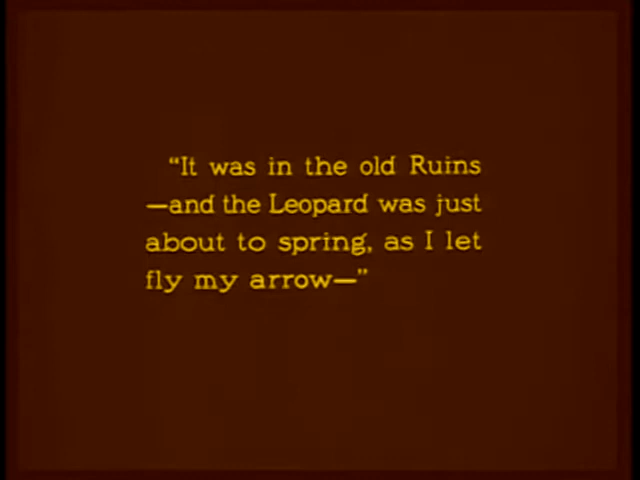 “It was in the old Ruins
—and the Leopard was just
about to spring, as I let
fly my arrow—”